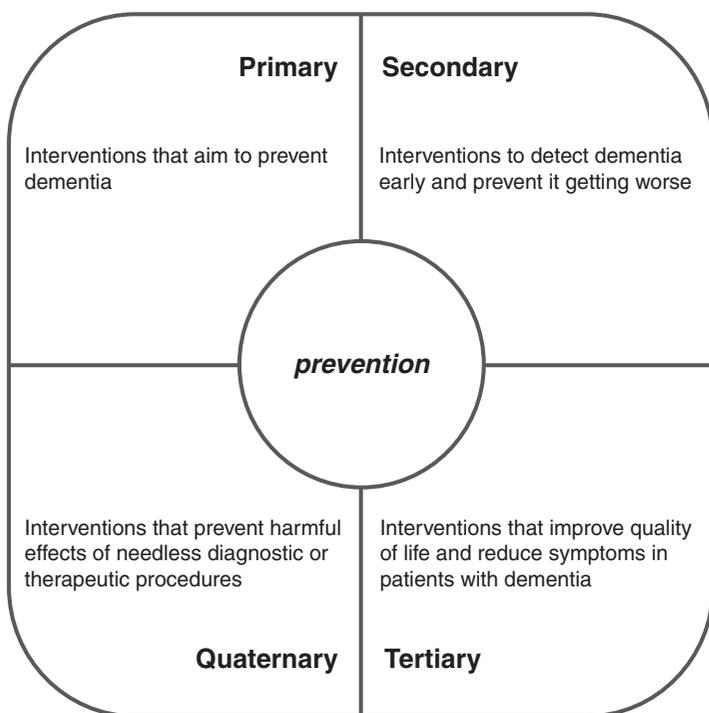 Primary
Interventions that aim to prevent
dementia
Secondary
Interventions to detect dementia
early and prevent it getting worse
prevention
Interventions that prevent harmful
effects of needless diagnostic or
therapeutic procedures
Quaternary
Interventions that improve quality
of life and reduce symptoms in
patients with dementia
Tertiary